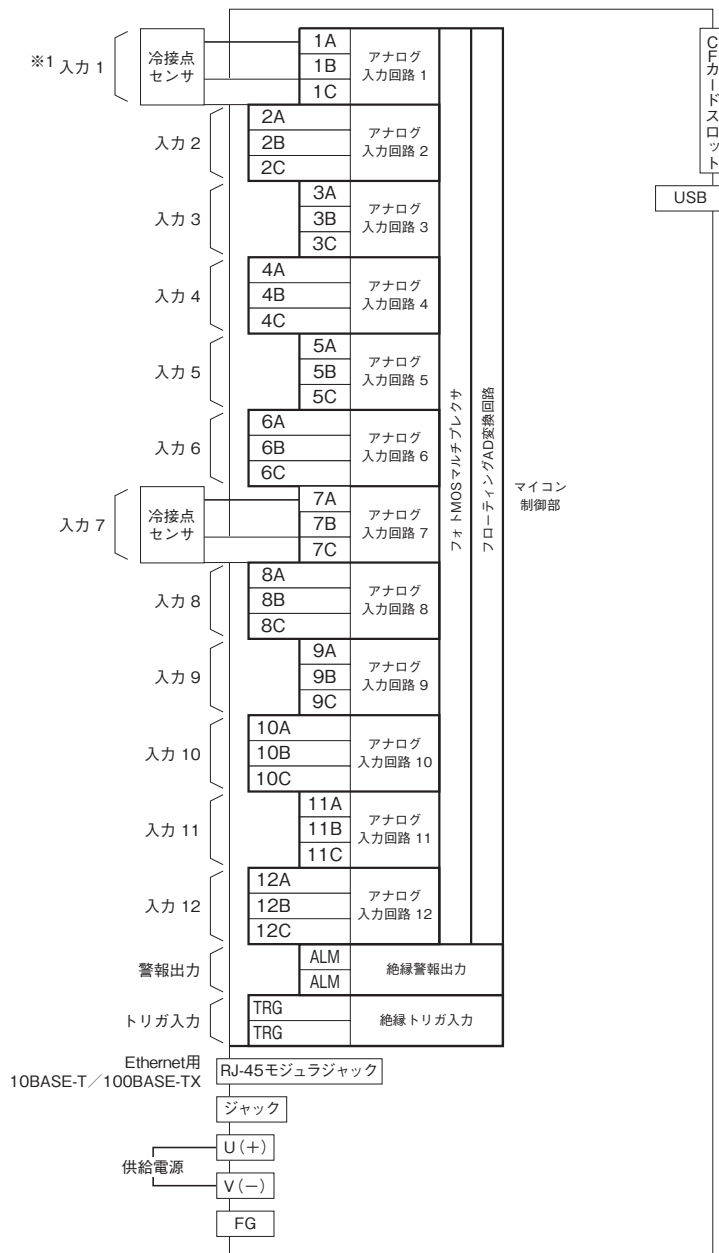 ※1 入力 1
冷接点
センサ
1A
1B
1C
アナログ
入力回路 1
入力 2
2A
2B
2C
アナログ
入力回路 2
入力 3
3A
3B
3C
アナログ
入力回路 3
入力 4
4A
4B
4C
アナログ
入力回路 4
入力 5
5A
5B
5C
アナログ
入力回路 5
入力 6
6A
6B
6C
アナログ
入力回路 6
入力 7
冷接点
センサ
7A
7B
7C
アナログ
入力回路 7
入力 8
8A
8B
8C
アナログ
入力回路 8
入力 9
9A
9B
9C
アナログ
入力回路 9
入力 10
10A
10B
10C
アナログ
入力回路 10
入力 11
11A
11B
11C
アナログ
入力回路 11
入力 12
12A
12B
12C
アナログ
入力回路 12
フォトMOSマルチプレクサ
フローティングAD変換回路
マイコン
制御部
CFカードスロット
USB
警報出力
ALM
ALM
絶縁警報出力
トリガ入力
TRG
TRG
絶縁トリガ入力
Ethernet用
10BASE-T／100BASE-TX
RJ-45モジュラジャック
ジャック
供給電源
U（＋）
V（－）
FG